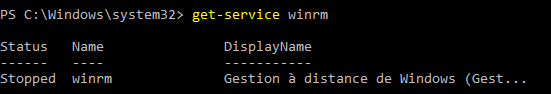 PS C:\Windows\system32> get-service winrm
Status   Name               DisplayName
------   ----               -----------
Stopped  winrm              Gestion à distance de Windows (Gest...